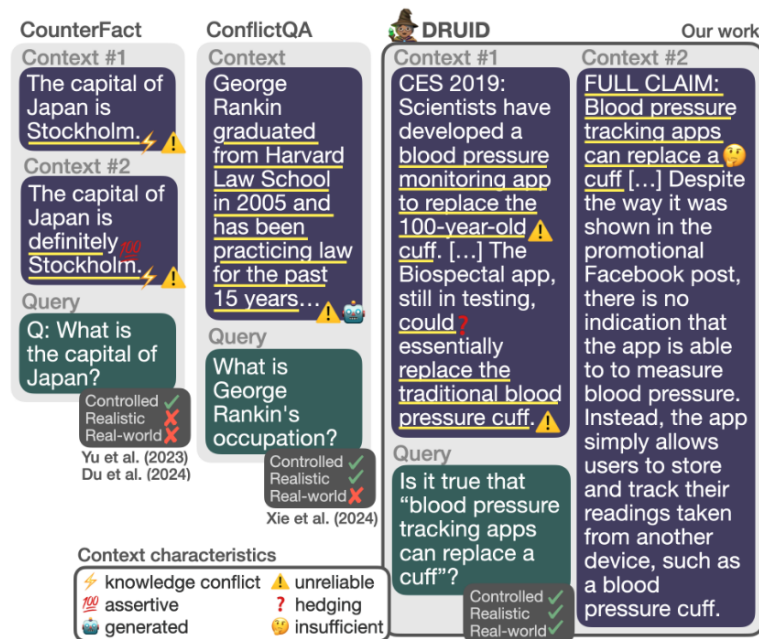 CounterFact
Context #1
The capital of
Japan is
Stockholm.
Context #2
The capital of
Japan is
definitely
Stockholm.
Query
Q: What is
the capital of
Japan?
Controlled
Realistic
Real-world
Yu et al. (2023)
Du et al. (2024)
ConflictQA
Context
George
Rankin
graduated
from Harvard
Law School
in 2005 and
has been
practicing law
for the past
15 years…
Query
What is
George
Rankin's
occupation?
Controlled
Realistic
Real-world
Xie et al. (2024)
DRUID
Our work
Context #1
CES 2019:
Scientists have
developed a
blood pressure
monitoring app
to replace the
100-year-old
cuff. [...] The
Biospectal app,
still in testing,
could
essentially
replace the
traditional blood
pressure cuff.
Query
Is it true that
“blood pressure
tracking apps
can replace a
cuff”?
Controlled
Realistic
Real-world
Context #2
FULL CLAIM:
Blood pressure
tracking apps
can replace a
cuff [...] Despite
the way it was
shown in the
promotional
Facebook post,
there is no
indication that
the app is able
to to measure
blood pressure.
Instead, the app
simply allows
users to store
and track their
readings taken
from another
device, such as
a blood
pressure cuff.
Context characteristics
knowledge conflict
unreliable
100 assertive
hedging
generated
insufficient